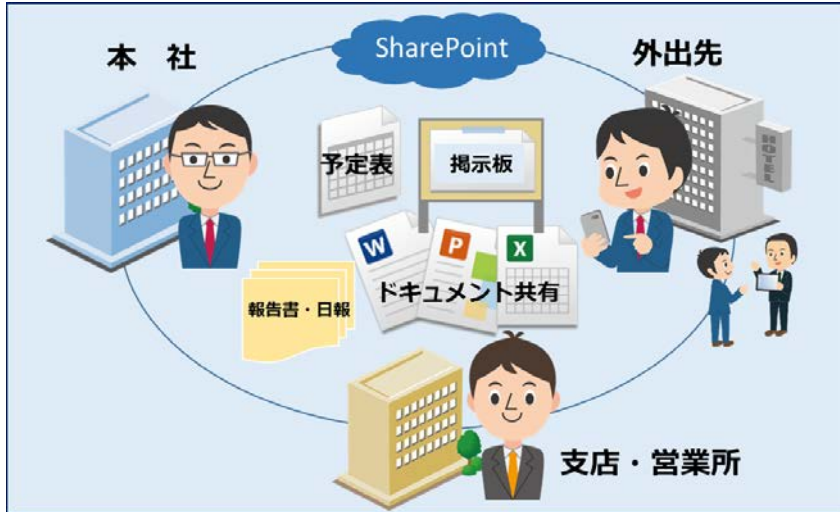 SharePoint
本　社
外出先
HOTEL
予定表
掲示板
W
P
X
ドキュメント共有
報告書・日報
支店・営業所